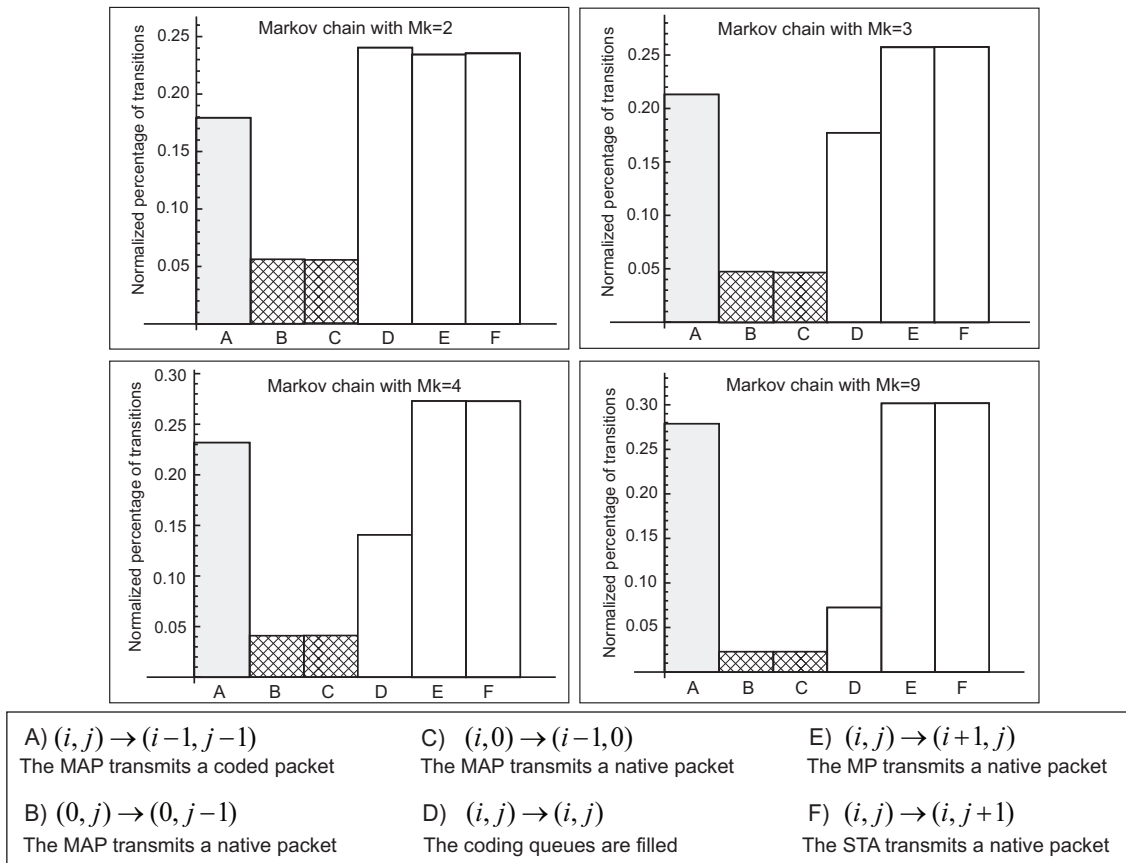 Markov chain with Mk=2
Normalized percentage of transitions
0.25
0.20
0.15
0.10
0.05
A B C D E F
Markov chain with Mk=3
Normalized percentage of transitions
0.25
0.20
0.15
0.10
0.05
A B C D E F
Markov chain with Mk=4
Normalized percentage of transitions
0.30
0.25
0.20
0.15
0.10
0.05
A B C D E F
Markov chain with Mk=9
Normalized percentage of transitions
0.30
0.25
0.20
0.15
0.10
0.05
A B C D E F
A) (i, j) → (i−1, j−1)
The MAP transmits a coded packet
B) (0, j) → (0, j−1)
The MAP transmits a native packet
C) (i,0) → (i−1,0)
The MAP transmits a native packet
D) (i, j) → (i, j)
The coding queues are filled
E) (i, j) → (i+1, j)
The MP transmits a native packet
F) (i, j) → (i, j+1)
The STA transmits a native packet